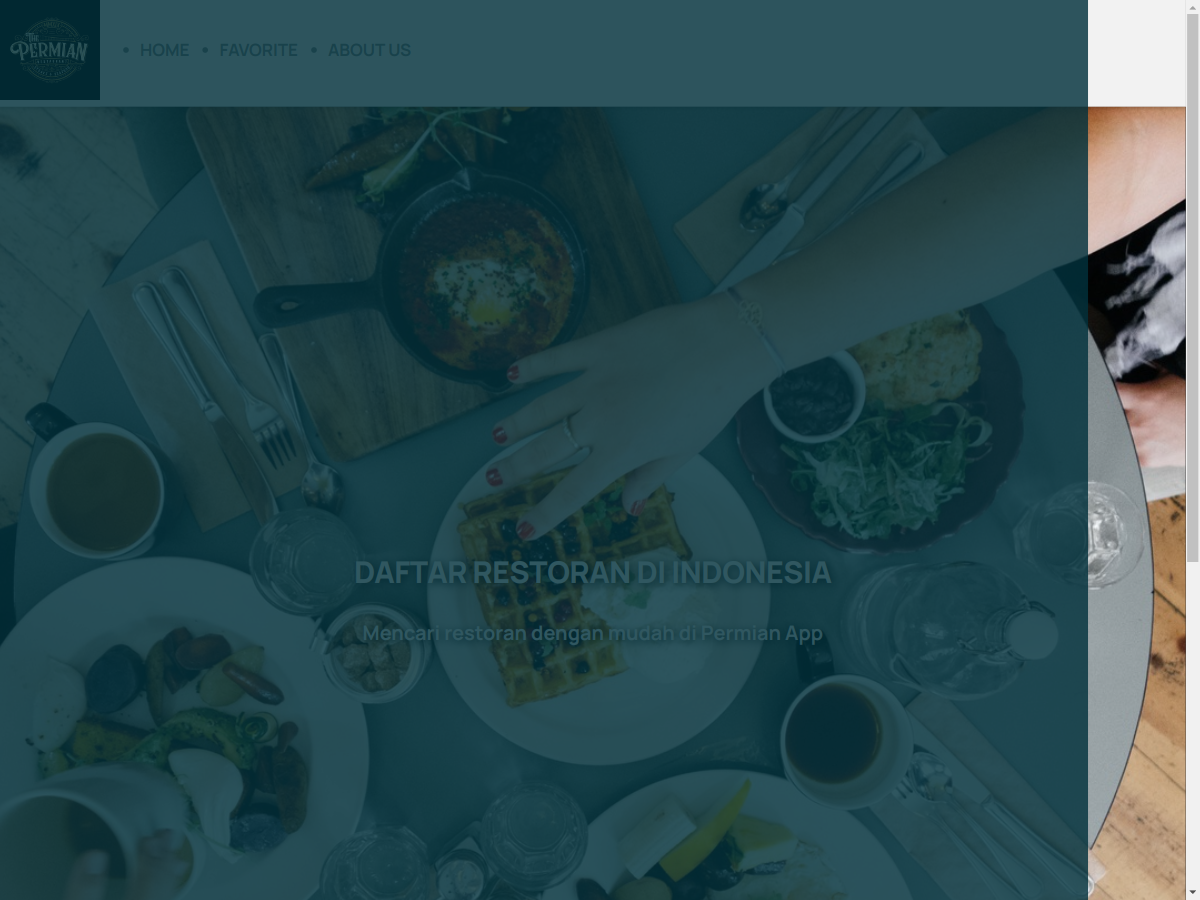 The
PERMIAN
HOME
FAVORITE
ABOUT US
DAFTAR RESTORAN DI INDONESIA
Mencari restoran dengan mudah di Permian App